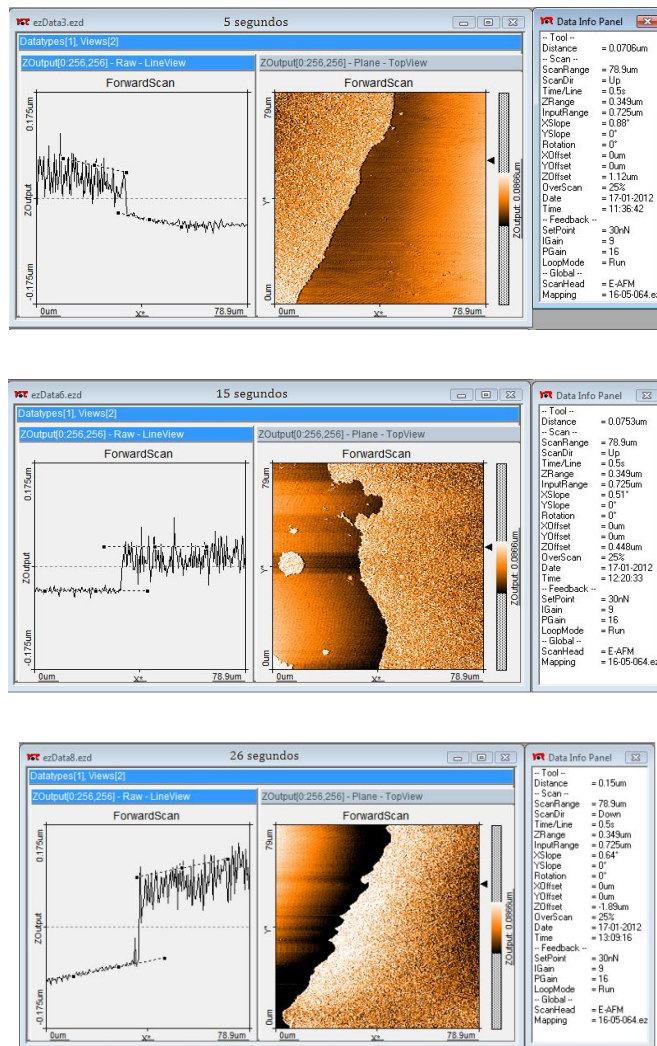 ezData3.ezd 5 segundos
Datatypes[1], Views[2]
ZOutput[0:256,256] - Raw - LineView
ZOutput[0:256,256] - Plane - TopView
ForwardScan
ForwardScan
0.175um
ZOutput
-0.175um
0um X* 78.9um
79um
Y*
0um
0um X* 78.9um
ZOutput: 0.0866um
Data Info Panel
-- Tool --
Distance = 0.0706um
-- Scan --
ScanRange = 78.9um
ScanDir = Up
Time/Line = 0.5s
ZRange = 0.349um
InputRange = 0.725um
XSlope = 0.88°
YSlope = 0°
Rotation = 0°
XOffset = 0um
YOffset = 0um
ZOffset = 1.12um
OverScan = 25%
Date = 17-01-2012
Time = 11:36:42
-- Feedback --
SetPoint = 30nN
IGain = 9
PGain = 16
LoopMode = Run
-- Global --
ScanHead = E-AFM
Mapping = 16-05-064.ez
ezData6.ezd 15 segundos
Datatypes[1], Views[2]
ZOutput[0:256,256] - Raw - LineView
ZOutput[0:256,256] - Plane - TopView
ForwardScan
ForwardScan
0.175um
ZOutput
-0.175um
0um X* 78.9um
79um
Y*
0um
0um X* 78.9um
ZOutput: 0.0866um
Data Info Panel
-- Tool --
Distance = 0.0753um
-- Scan --
ScanRange = 78.9um
ScanDir = Up
Time/Line = 0.5s
ZRange = 0.349um
InputRange = 0.725um
XSlope = 0.51°
YSlope = 0°
Rotation = 0°
XOffset = 0um
YOffset = 0um
ZOffset = 0.448um
OverScan = 25%
Date = 17-01-2012
Time = 12:20:33
-- Feedback --
SetPoint = 30nN
IGain = 9
PGain = 16
LoopMode = Run
-- Global --
ScanHead = E-AFM
Mapping = 16-05-064.ez
ezData8.ezd 26 segundos
Datatypes[1], Views[2]
ZOutput[0:256,256] - Raw - LineView
ZOutput[0:256,256] - Plane - TopView
ForwardScan
ForwardScan
0.175um
ZOutput
-0.175um
0um X* 78.9um
79um
Y*
0um
0um X* 78.9um
ZOutput: 0.0866um
Data Info Panel
-- Tool --
Distance = 0.15um
-- Scan --
ScanRange = 78.9um
ScanDir = Down
Time/Line = 0.5s
ZRange = 0.349um
InputRange = 0.725um
XSlope = 0.64°
YSlope = 0°
Rotation = 0°
XOffset = 0um
YOffset = 0um
ZOffset = -1.89um
OverScan = 25%
Date = 17-01-2012
Time = 13:09:16
-- Feedback --
SetPoint = 30nN
IGain = 9
PGain = 16
LoopMode = Run
-- Global --
ScanHead = E-AFM
Mapping = 16-05-064.ez